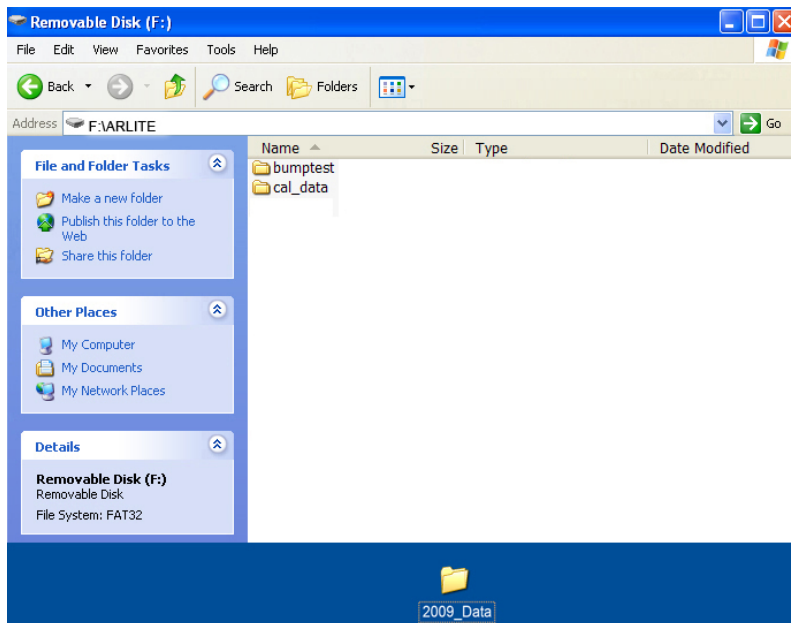 Removable Disk (F:)
File Edit View Favorites Tools Help
Back Search Folders
Address F:\ARLITE Go
Name Size Type Date Modified
bumptest
cal_data
File and Folder Tasks
Make a new folder
Publish this folder to the
Web
Share this folder
Other Places
My Computer
My Documents
My Network Places
Details
Removable Disk (F:)
Removable Disk
File System: FAT32
2009_Data